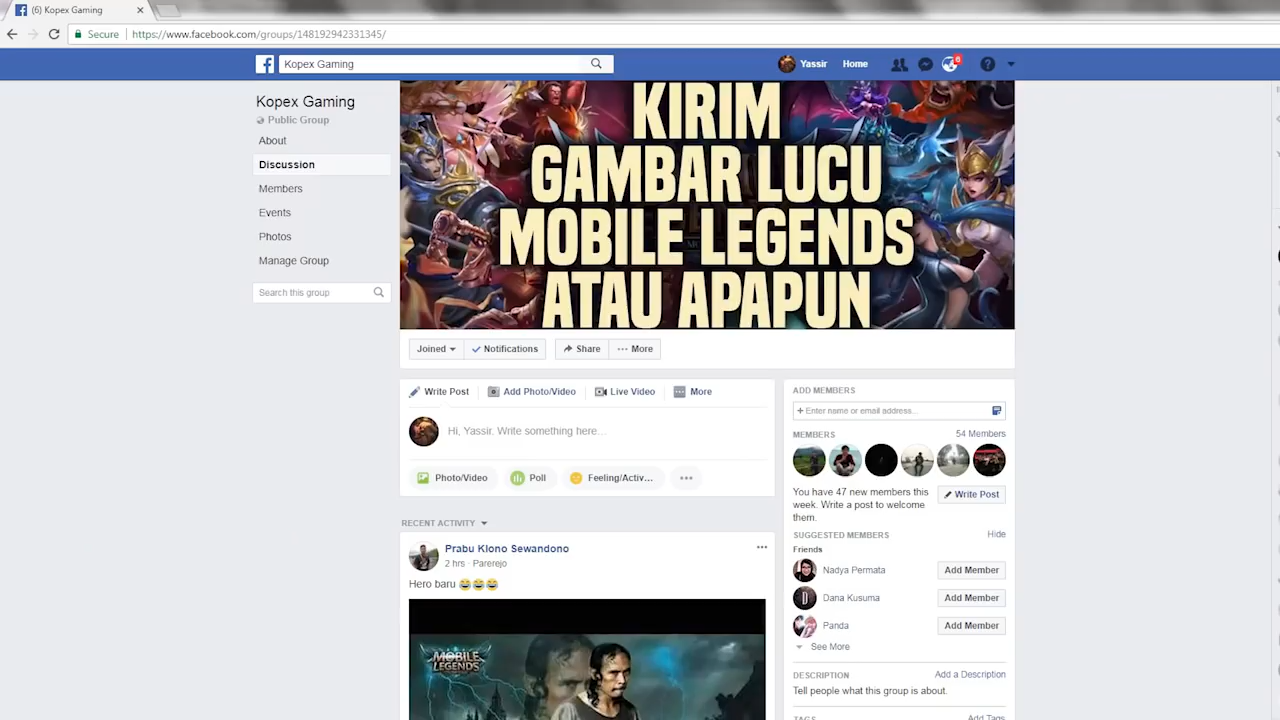 (6) Kopex Gaming
Secure https://www.facebook.com/groups/148192942331345/
Kopex Gaming
Yassir Home 6
Kopex Gaming
Public Group
About
Discussion
Members
Events
Photos
Manage Group
Search this group
KIRIM
GAMBAR LUCU
MOBILE LEGENDS
ATAU APAPUN
Joined Notifications Share More
Write Post Add Photo/Video Live Video More
Hi, Yassir. Write something here...
Photo/Video Poll Feeling/Activ...
RECENT ACTIVITY
Prabu Klono Sewandono
2 hrs · Parerejo
Hero baru 😂😂😂
MOBILE
LEGENDS
ADD MEMBERS
+ Enter name or email address...
MEMBERS 54 Members
You have 47 new members this
week. Write a post to welcome
them.
Write Post
SUGGESTED MEMBERS Hide
Friends
Nadya Permata Add Member
Dana Kusuma Add Member
Panda Add Member
See More
DESCRIPTION Add a Description
Tell people what this group is about.
TAGS Add Tags